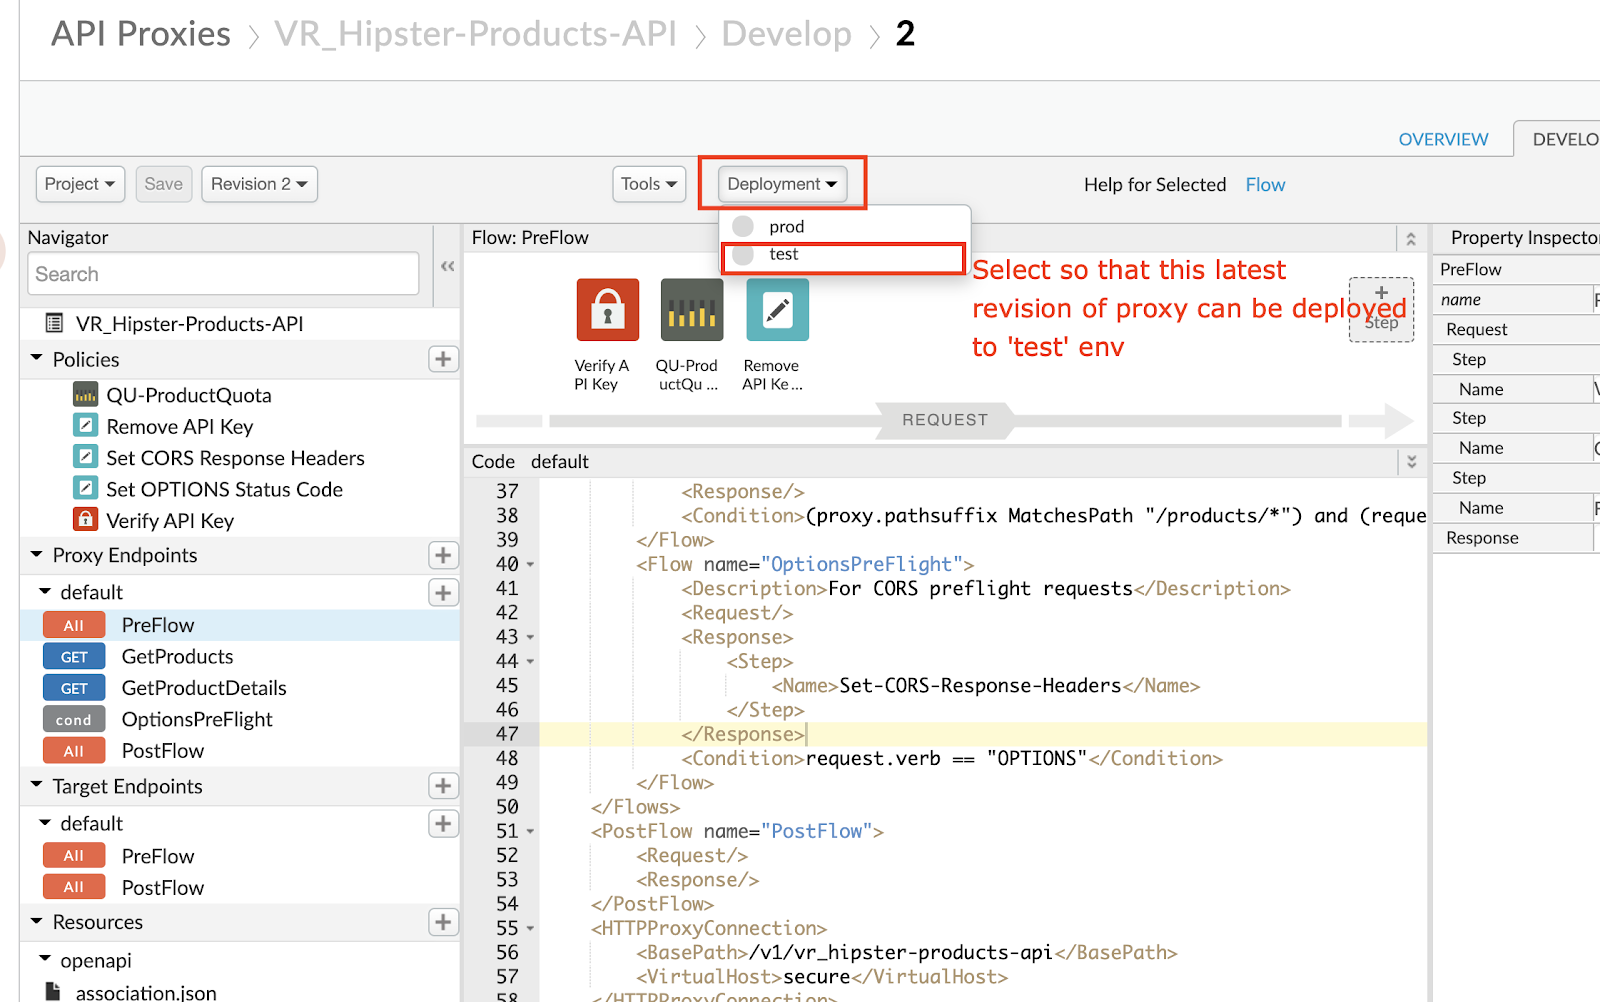 API Proxies > VR_Hipster-Products-API > Develop > 2
OVERVIEW
DEVELO
Project
Save
Revision 2
Tools
Deployment
Help for Selected Flow
prod
test
Select so that this latest
revision of proxy can be deployed
to 'test' env
Navigator
Search
VR_Hipster-Products-API
Policies
QU-ProductQuota
Remove API Key
Set CORS Response Headers
Set OPTIONS Status Code
Verify API Key
Proxy Endpoints
default
All PreFlow
GET GetProducts
GET GetProductDetails
cond OptionsPreFlight
All PostFlow
Target Endpoints
default
All PreFlow
All PostFlow
Resources
openapi
association.json
Flow: PreFlow
Verify A
PI Key
QU-Prod
uctQu ...
Remove
API Ke...
+
Step
REQUEST
Code default
37 <Response/>
38 <Condition>(proxy.pathsuffix MatchesPath "/products/*") and (reque
39 </Flow>
40 <Flow name="OptionsPreFlight">
41 <Description>For CORS preflight requests</Description>
42 <Request/>
43 <Response>
44 <Step>
45 <Name>Set-CORS-Response-Headers</Name>
46 </Step>
47 </Response>
48 <Condition>request.verb == "OPTIONS"</Condition>
49 </Flow>
50 </Flows>
51 <PostFlow name="PostFlow">
52 <Request/>
53 <Response/>
54 </PostFlow>
55 <HTTPProxyConnection>
56 <BasePath>/v1/vr_hipster-products-api</BasePath>
57 <VirtualHost>secure</VirtualHost>
58 </HTTPProxyConnection>
Property Inspector
PreFlow
name
Request
Step
Name
Step
Name
Step
Name
Response